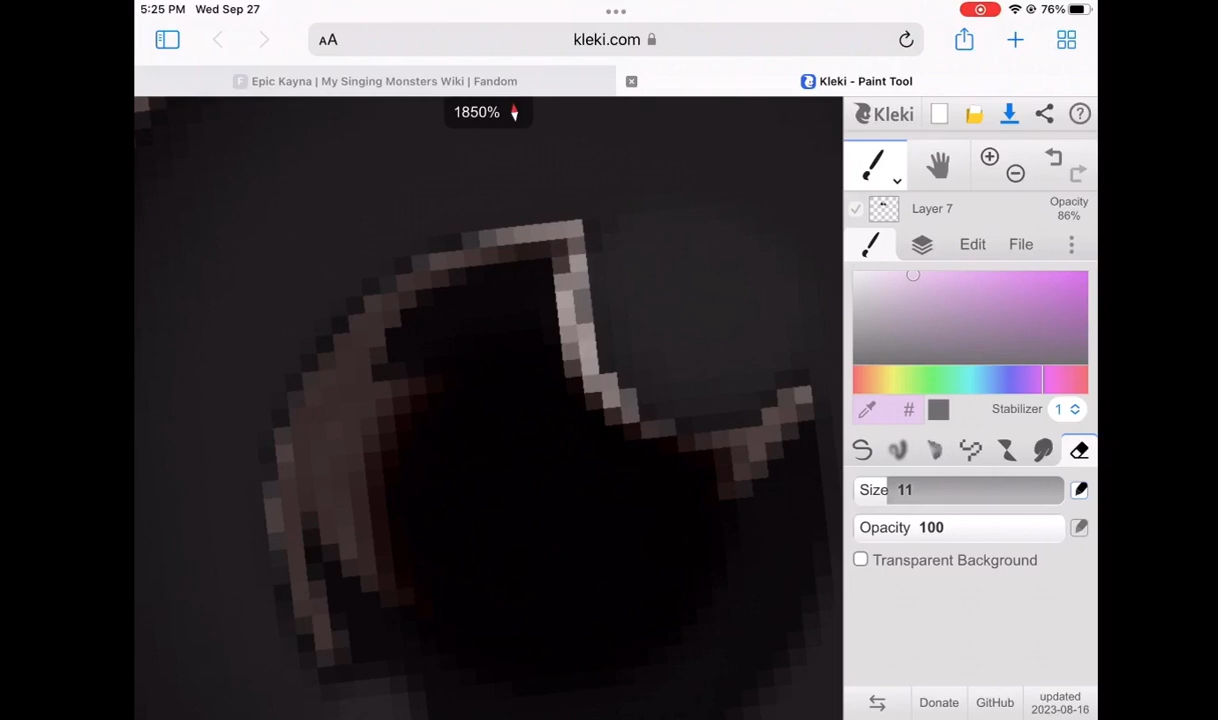 5:25 PM Wed Sep 27
76%
AA
kleki.com
Epic Kayna | My Singing Monsters Wiki | Fandom
Kleki - Paint Tool
1850%
Kleki
Layer 7
Opacity
86%
Edit
File
#
Stabilizer 1
Size 11
Opacity 100
Transparent Background
Donate
GitHub
updated
2023-08-16